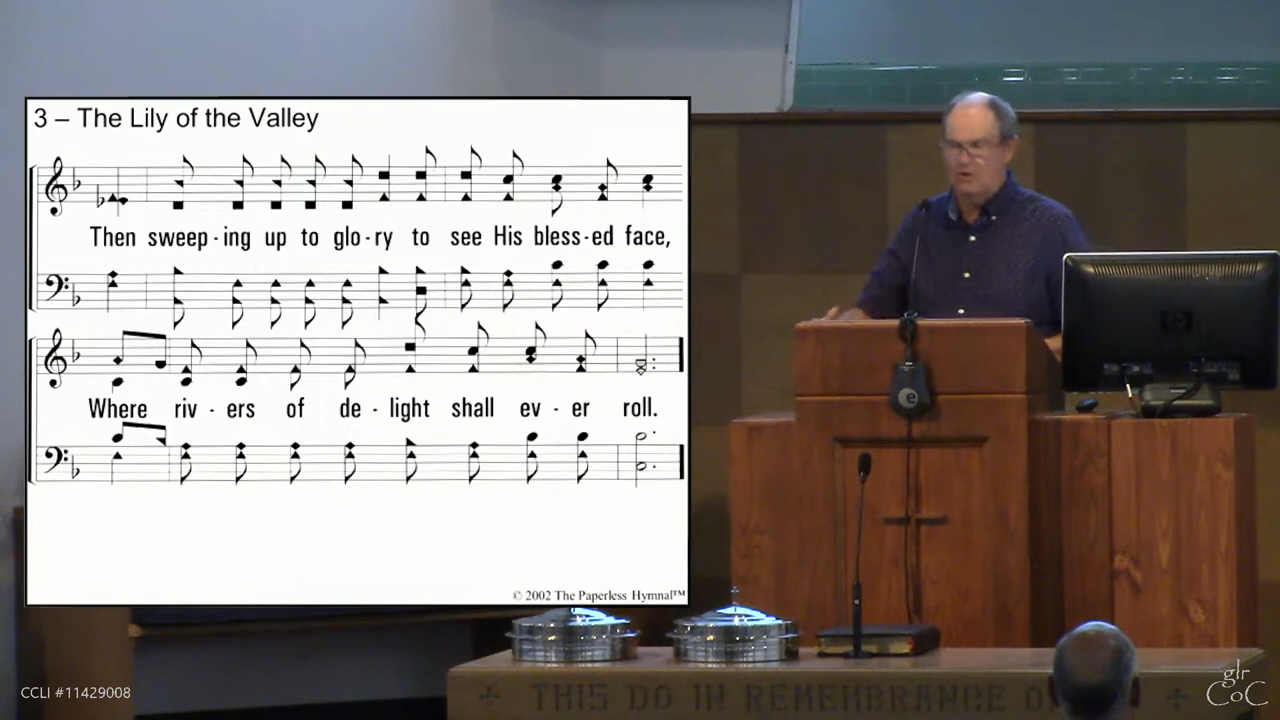 3 – The Lily of the Valley
Then sweep - ing up to glo - ry to see His bless - ed face,
Where riv - ers of de - light shall ev - er roll.
© 2002 The Paperless Hymnal™
e
THIS DO IN REMEMBRANCE O
CCLI #11429008
glr
CoC